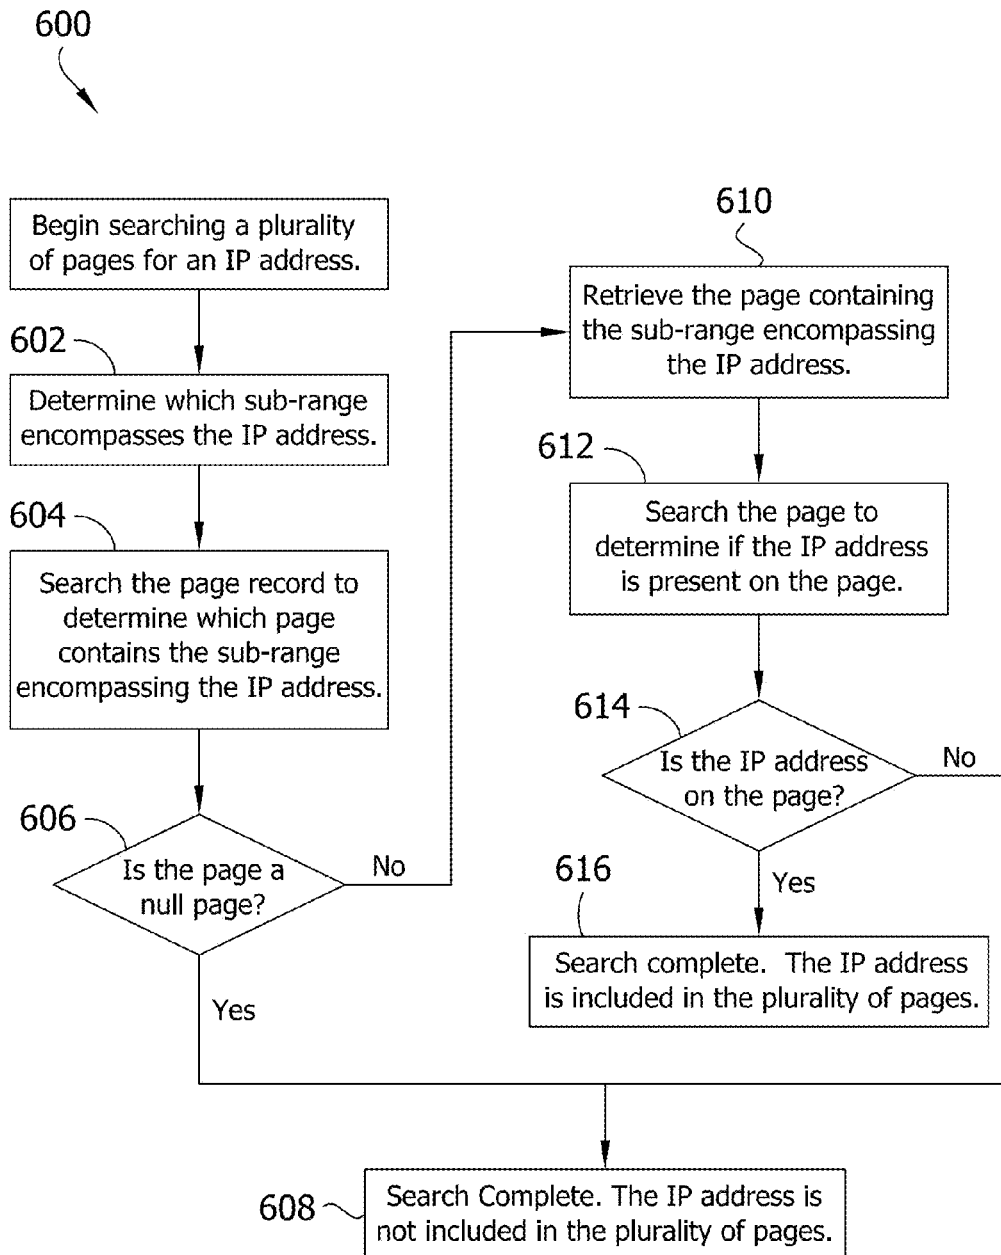 600
Begin searching a plurality
of pages for an IP address.
602
Determine which sub-range
encompasses the IP address.
604
Search the page record to
determine which page
contains the sub-range
encompassing the IP address.
606
Is the page a
null page?
No
Yes
610
Retrieve the page containing
the sub-range encompassing
the IP address.
612
Search the page to
determine if the IP address
is present on the page.
614
Is the IP address
on the page?
No
Yes
616
Search complete. The IP address
is included in the plurality of pages.
608
Search Complete. The IP address is
not included in the plurality of pages.